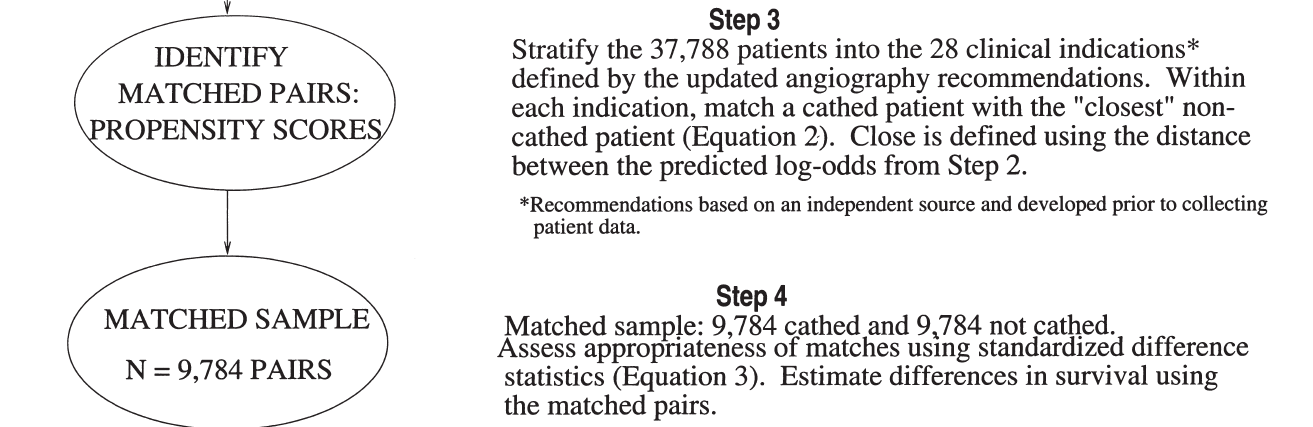 IDENTIFY
MATCHED PAIRS:
PROPENSITY SCORES
Step 3
Stratify the 37,788 patients into the 28 clinical indications*
defined by the updated angiography recommendations. Within
each indication, match a cathed patient with the "closest" non-
cathed patient (Equation 2). Close is defined using the distance
between the predicted log-odds from Step 2.
*Recommendations based on an independent source and developed prior to collecting
patient data.
MATCHED SAMPLE
N = 9,784 PAIRS
Step 4
Matched sample: 9,784 cathed and 9,784 not cathed.
Assess appropriateness of matches using standardized difference
statistics (Equation 3). Estimate differences in survival using
the matched pairs.